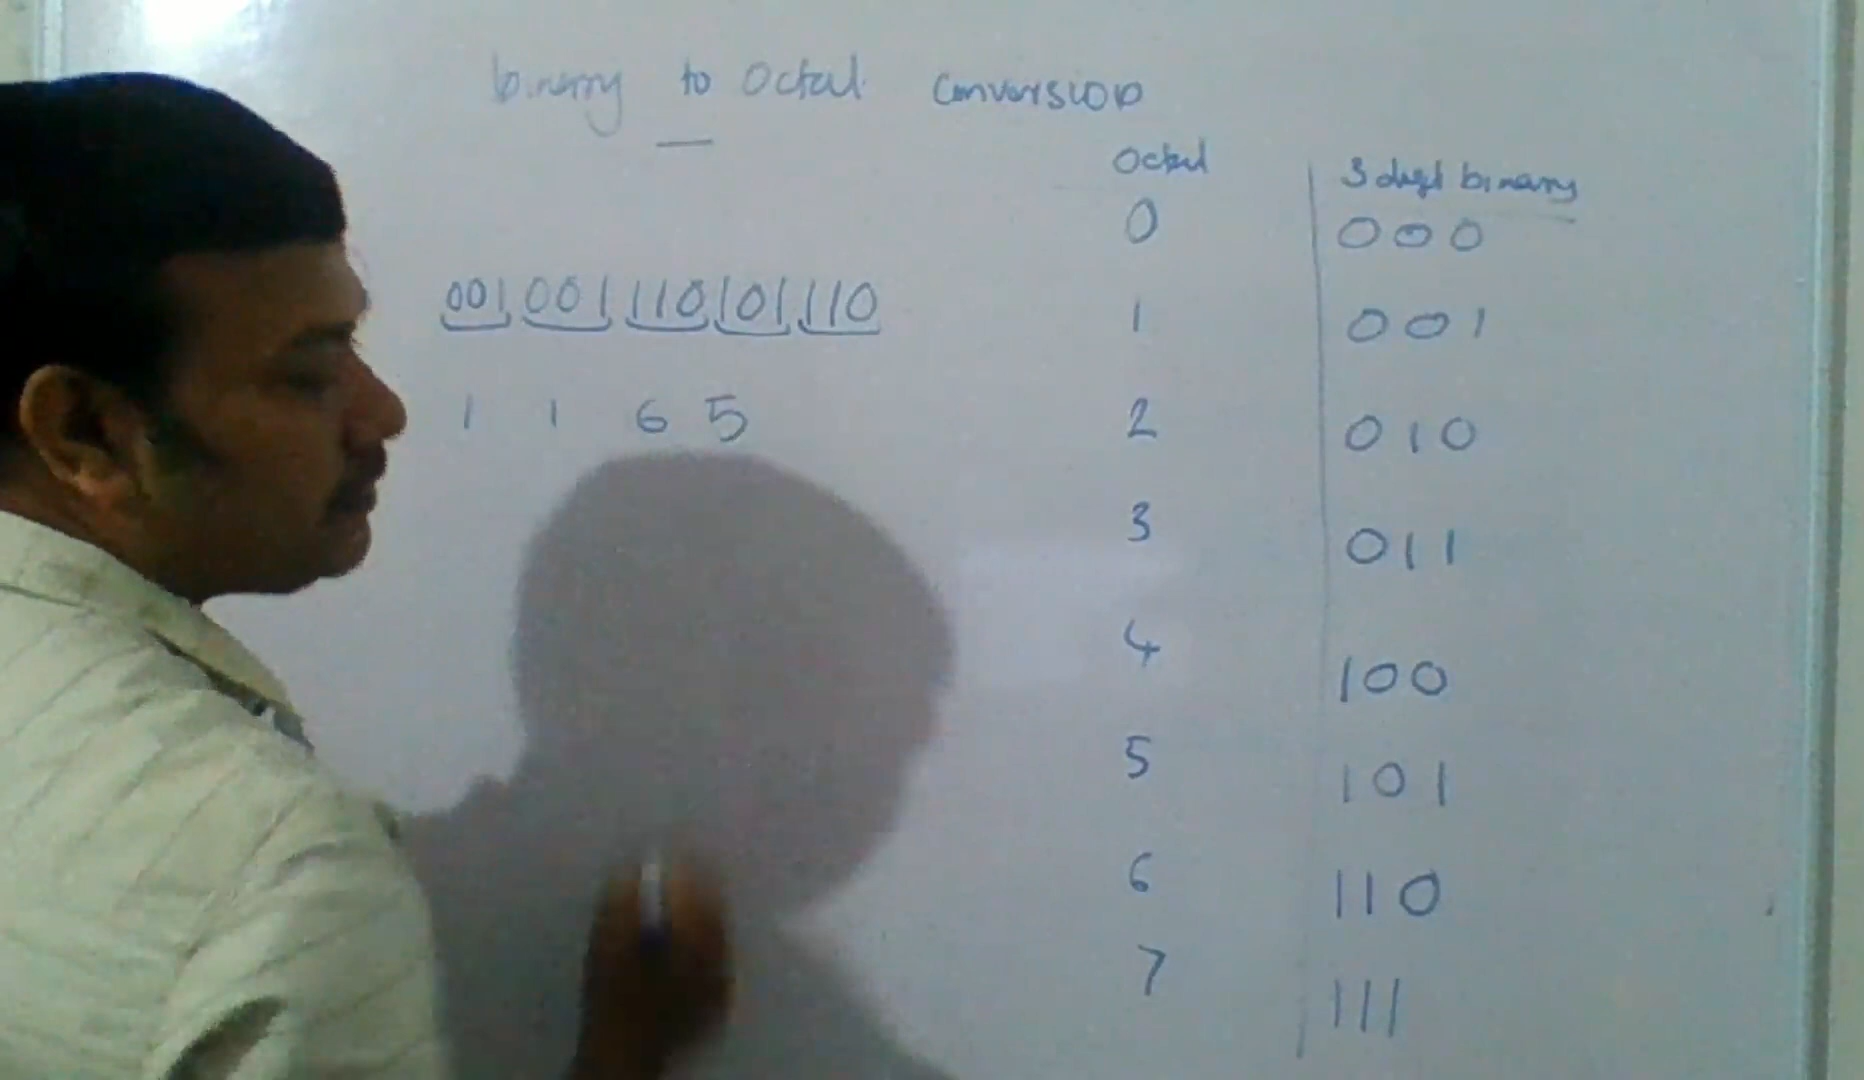 binary to Octal conversion
Octal 3 digit binary
0 000
001 001 110 101 110
1 001
1 1 6 5
2 010
3 011
4 100
5 101
6 110
7 111